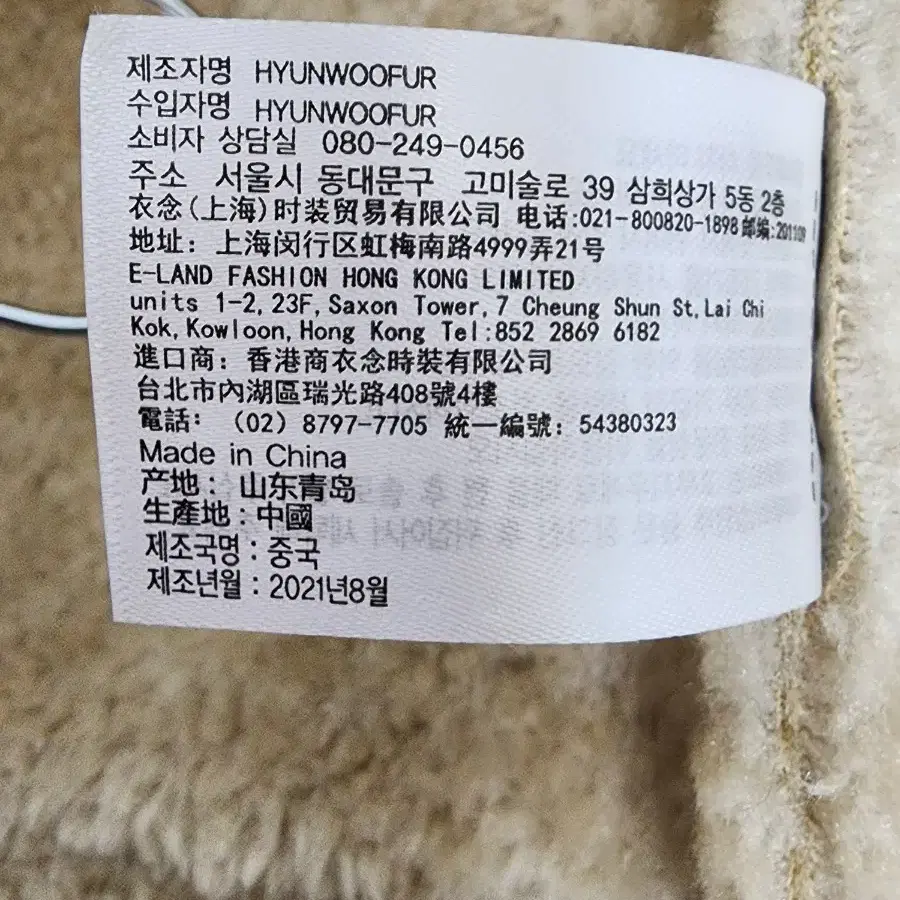 제조자명 HYUNWOOFUR
수입자명 HYUNWOOFUR
소비자 상담실 080-249-0456
주소 서울시 동대문구 고미술로 39 삼희상가 5동 2층
衣念(上海)时装贸易有限公司 电话:021-800820-1898 邮编:201109
地址: 上海闵行区虹梅南路4999弄21号
E-LAND FASHION HONG KONG LIMITED
units 1-2,23F,Saxon Tower,7 Cheung Shun St,Lai Chi
Kok,Kowloon,Hong Kong Tel:852 2869 6182
進口商: 香港商衣念時裝有限公司
台北市內湖區瑞光路408號4樓
電話: (02) 8797-7705 統一編號: 54380323
Made in China
产地: 山东青岛
生產地:中國
제조국명:중국
제조년월:2021년8월